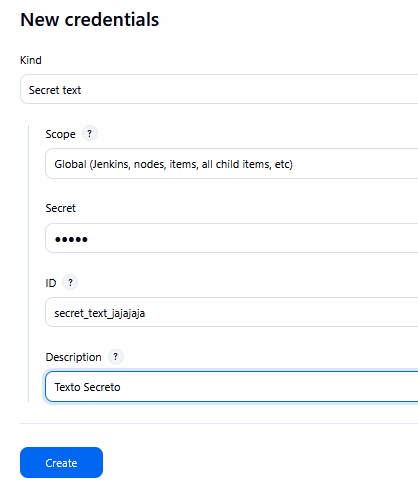 New credentials
Kind
Secret text
Scope ?
Global (Jenkins, nodes, items, all child items, etc)
Secret
•••••
ID ?
secret_text_jajajaja
Description ?
Texto Secreto
Create